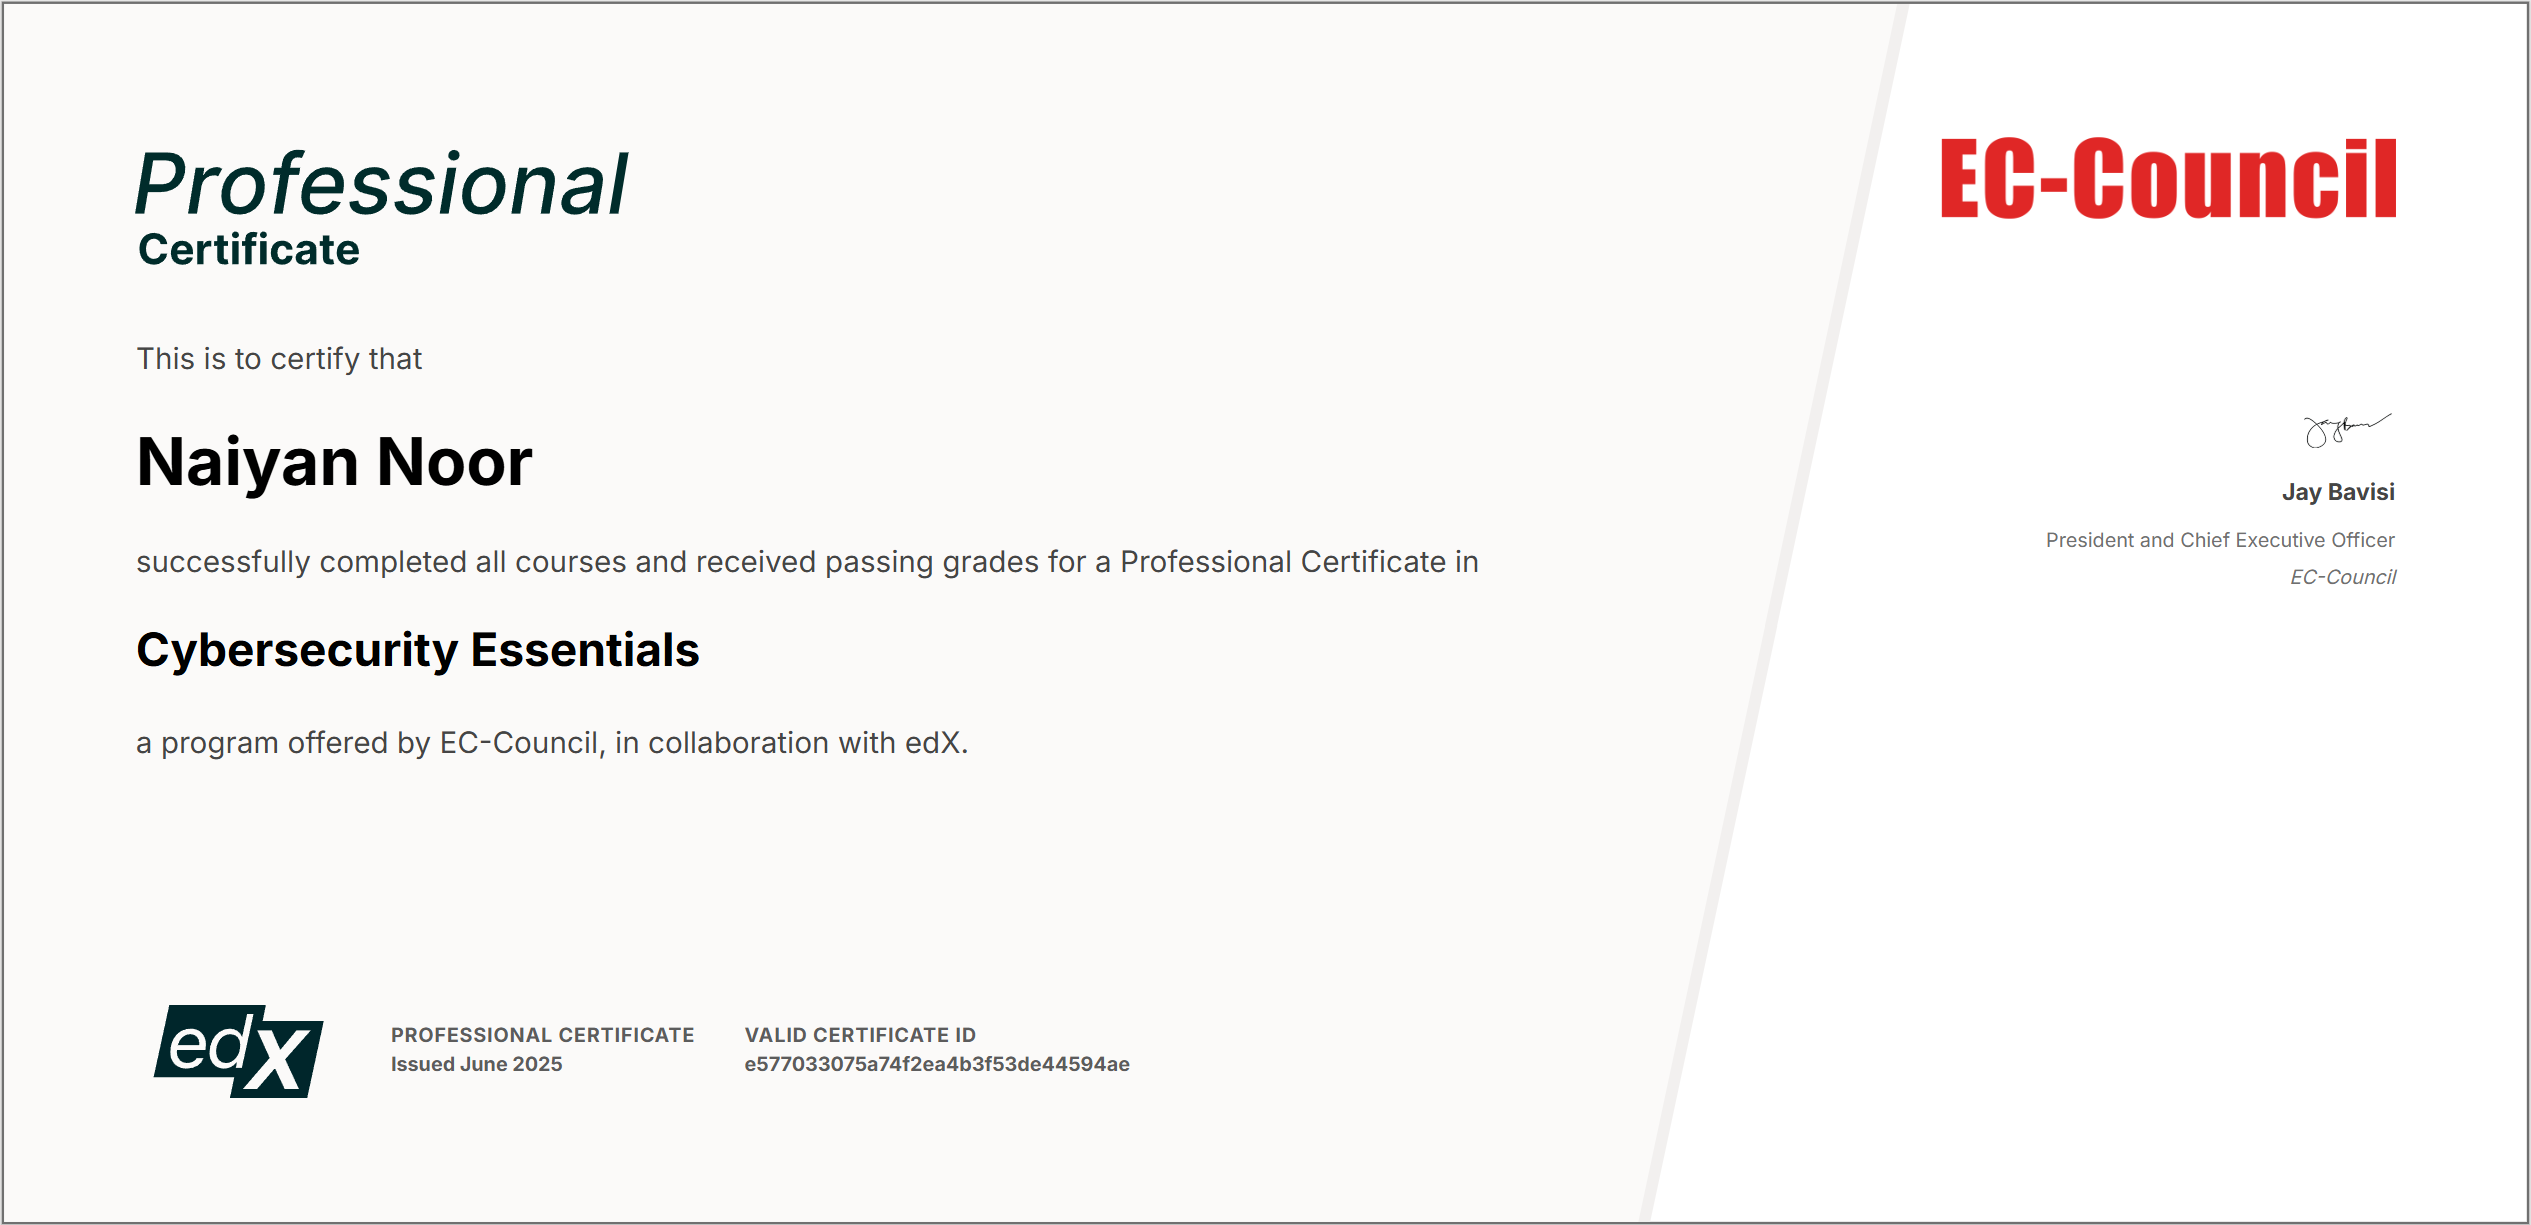 Professional
Certificate
This is to certify that
Naiyan Noor
successfully completed all courses and received passing grades for a Professional Certificate in
Cybersecurity Essentials
a program offered by EC-Council, in collaboration with edX.
edX
PROFESSIONAL CERTIFICATE
Issued June 2025
VALID CERTIFICATE ID
e577033075a74f2ea4b3f53de44594ae
EC-Council
Jay Bavisi
President and Chief Executive Officer
EC-Council